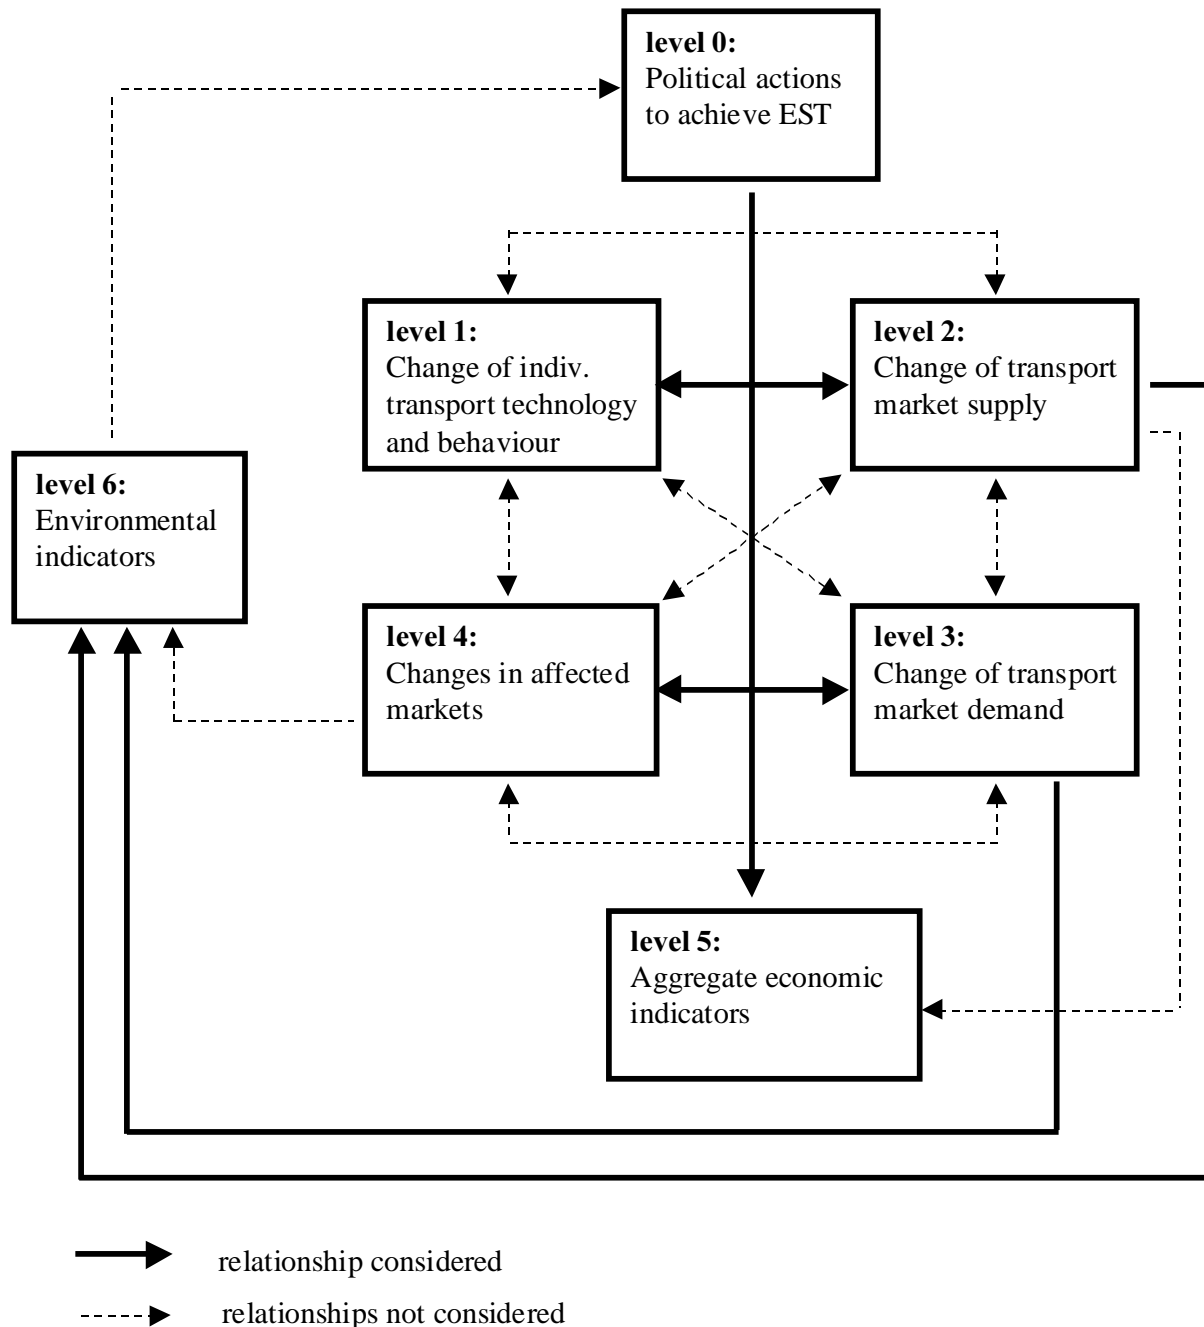 level 0:
Political actions
to achieve EST
level 1:
Change of indiv.
transport technology
and behaviour
level 2:
Change of transport
market supply
level 6:
Environmental
indicators
level 4:
Changes in affected
markets
level 3:
Change of transport
market demand
level 5:
Aggregate economic
indicators
relationship considered
relationships not considered